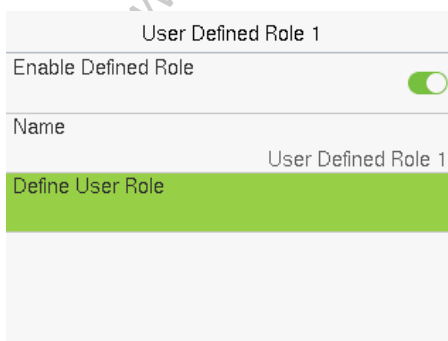 User Defined Role 1
Enable Defined Role
Name
User Defined Role 1
Define User Role